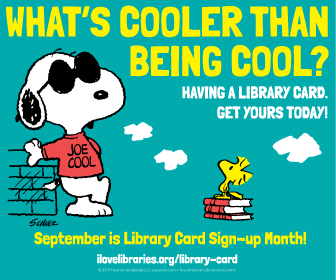 WHAT'S COOLER THAN
BEING COOL?
HAVING A LIBRARY CARD.
GET YOURS TODAY!
JOE
COOL
SCHULZ
September is Library Card Sign-up Month!
ilovelibraries.org/library-card